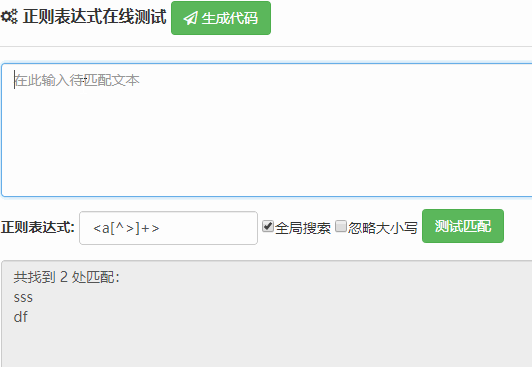 正则表达式在线测试 生成代码
在此输入待匹配文本
正则表达式: <a[^>]+> 全局搜索 忽略大小写 测试匹配
共找到 2 处匹配：
sss
df